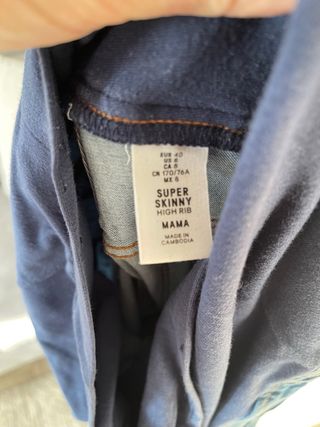 EUR 40
US 8
CA 8
CN 170/76A
MX 8
SUPER
SKINNY
HIGH RIB
MAMA
MADE IN
CAMBODIA